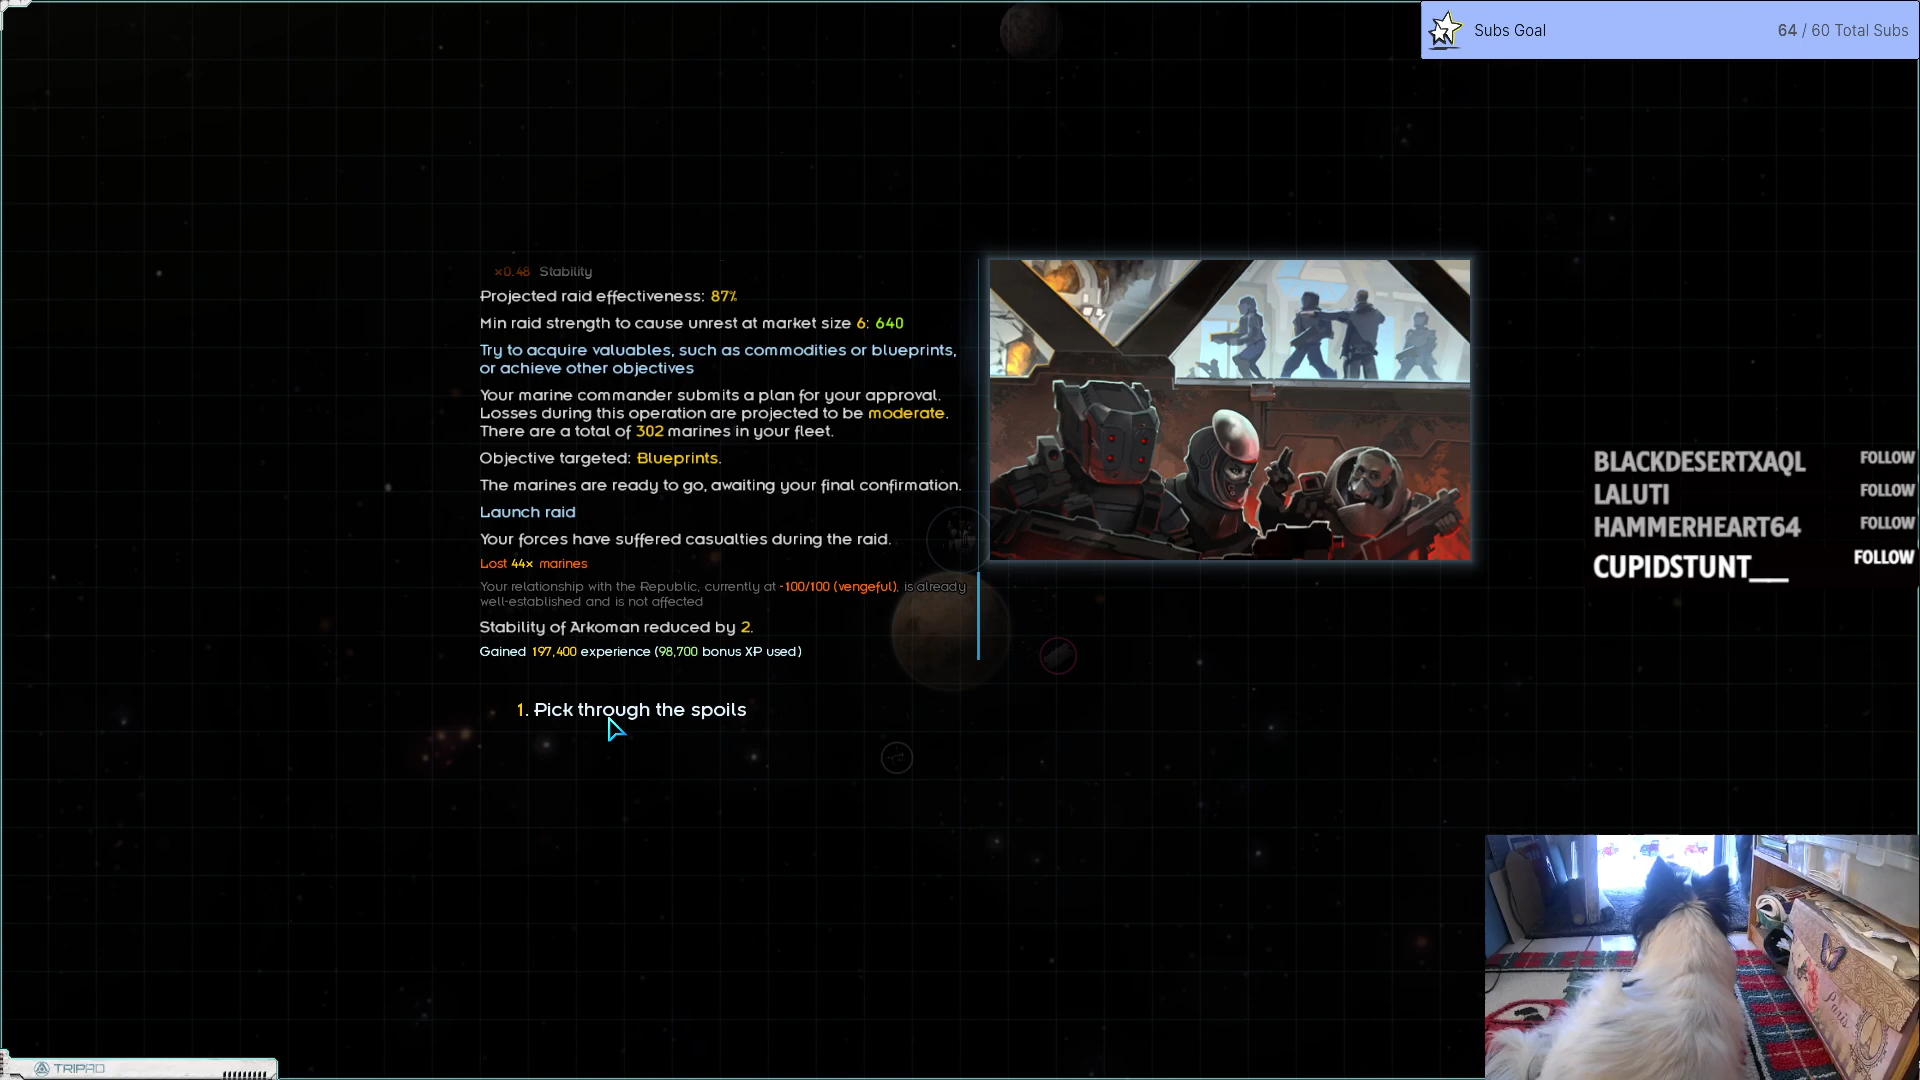 Subs Goal
64 / 60 Total Subs
×0.48 Stability
Projected raid effectiveness: 87%
Min raid strength to cause unrest at market size 6: 640
Try to acquire valuables, such as commodities or blueprints,
or achieve other objectives
Your marine commander submits a plan for your approval.
Losses during this operation are projected to be moderate.
There are a total of 302 marines in your fleet.
Objective targeted: Blueprints.
The marines are ready to go, awaiting your final confirmation.
Launch raid
Your forces have suffered casualties during the raid.
Lost 44× marines
Your relationship with the Republic, currently at -100/100 (vengeful), is already
well-established and is not affected
Stability of Arkoman reduced by 2.
Gained 197,400 experience (98,700 bonus XP used)
1. Pick through the spoils
BLACKDESERTXAQL FOLLOW
LALUTI FOLLOW
HAMMERHEART64 FOLLOW
CUPIDSTUNT__ FOLLOW
Paris
TRIPAD